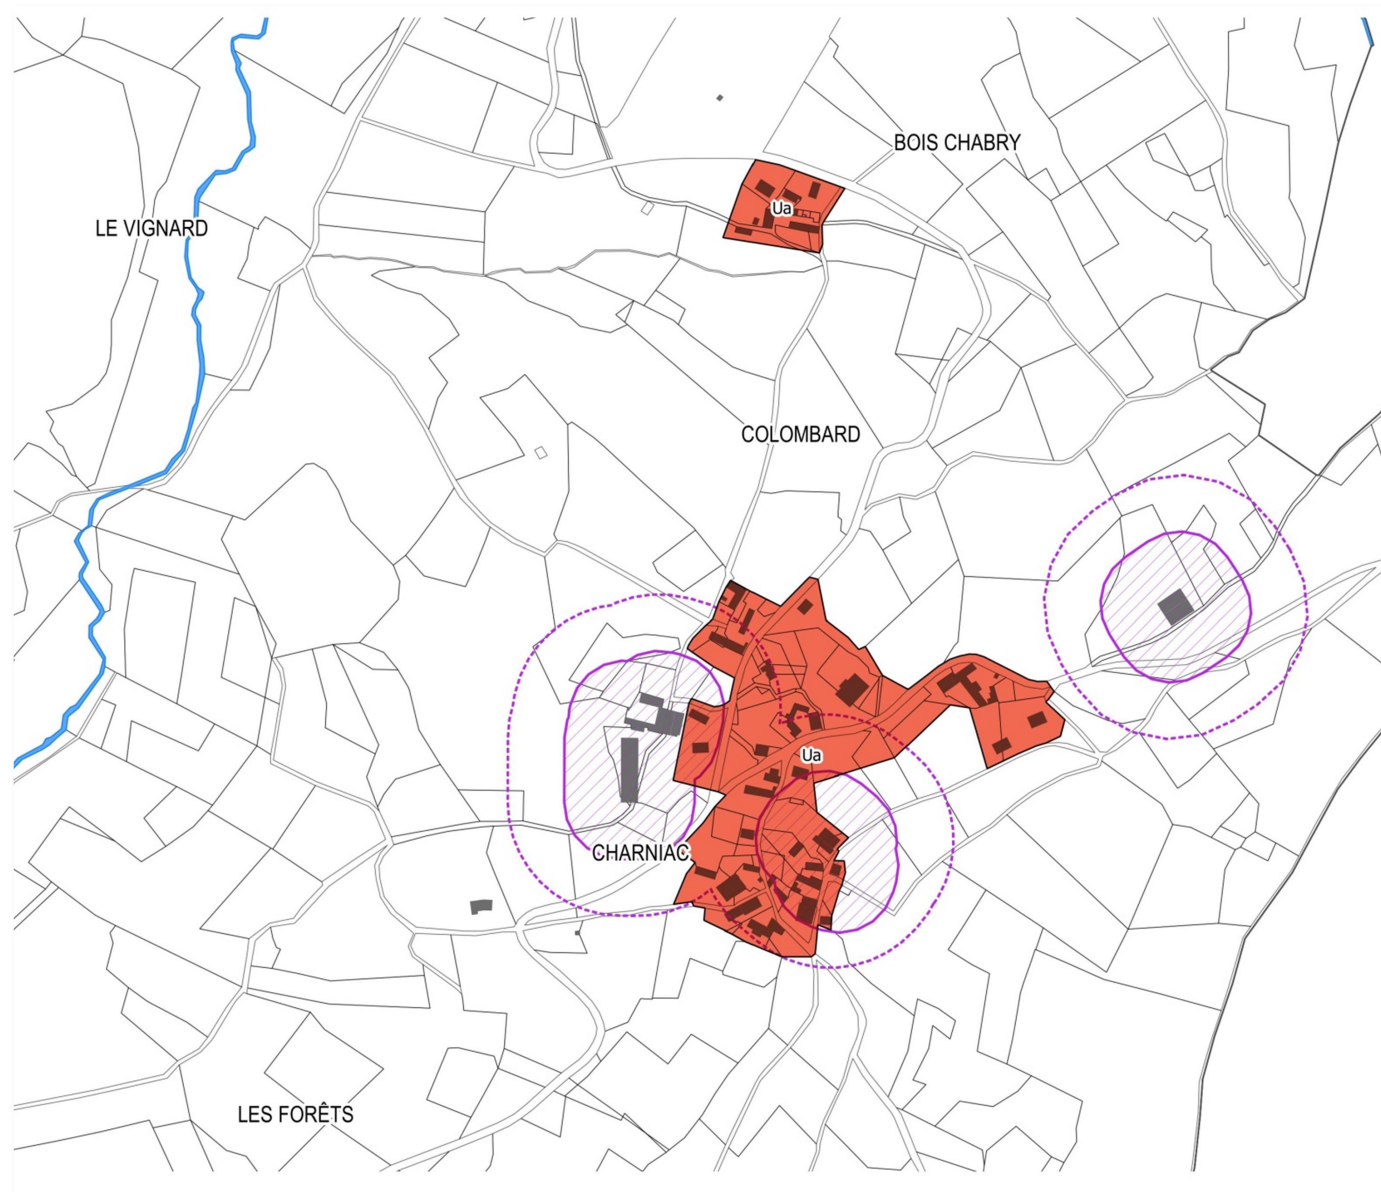 BOIS CHABRY
Ua
LE VIGNARD
COLOMBARD
Ua
CHARNIAC
LES FORÊTS